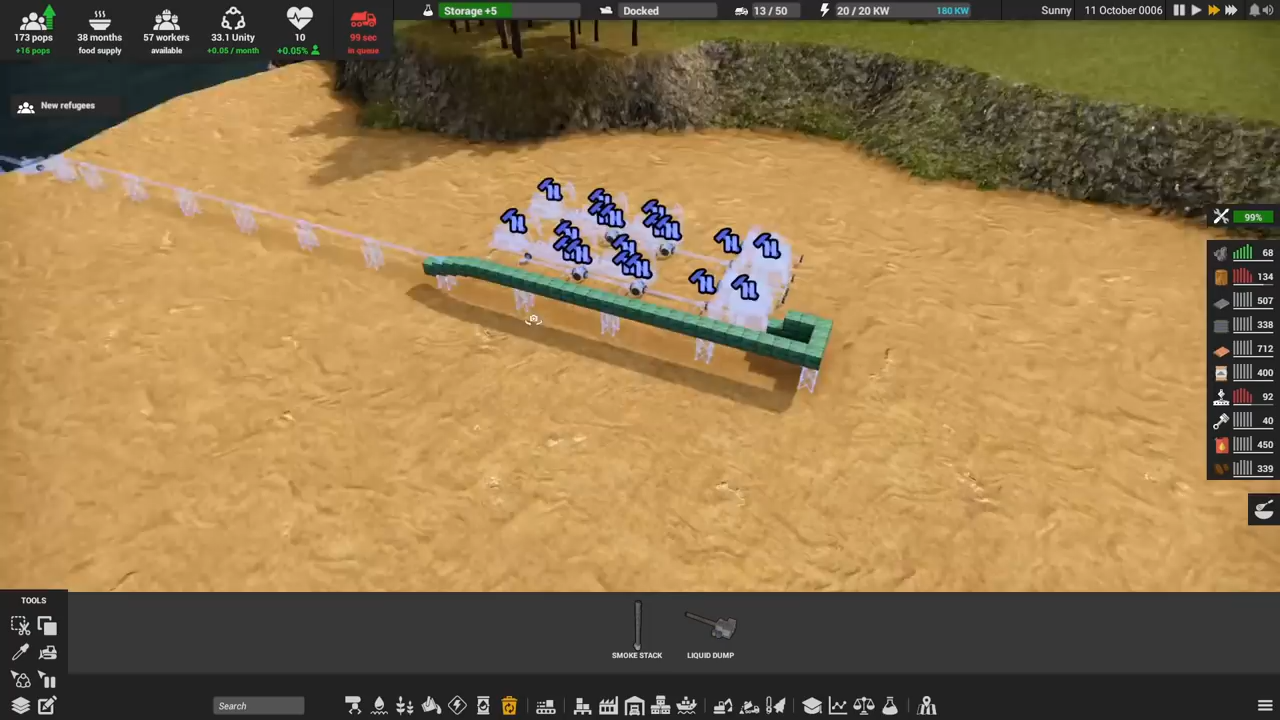 Storage +5
Docked
13 / 50
20 / 20 KW
180 KW
Sunny
11 October 0006
173 pops
+16 pops
38 months
food supply
57 workers
available
33.1 Unity
+0.05 / month
10
+0.05%
99 sec
in queue
New refugees
99%
68
134
507
338
712
400
92
40
450
339
TOOLS
SMOKE STACK
LIQUID DUMP
Search